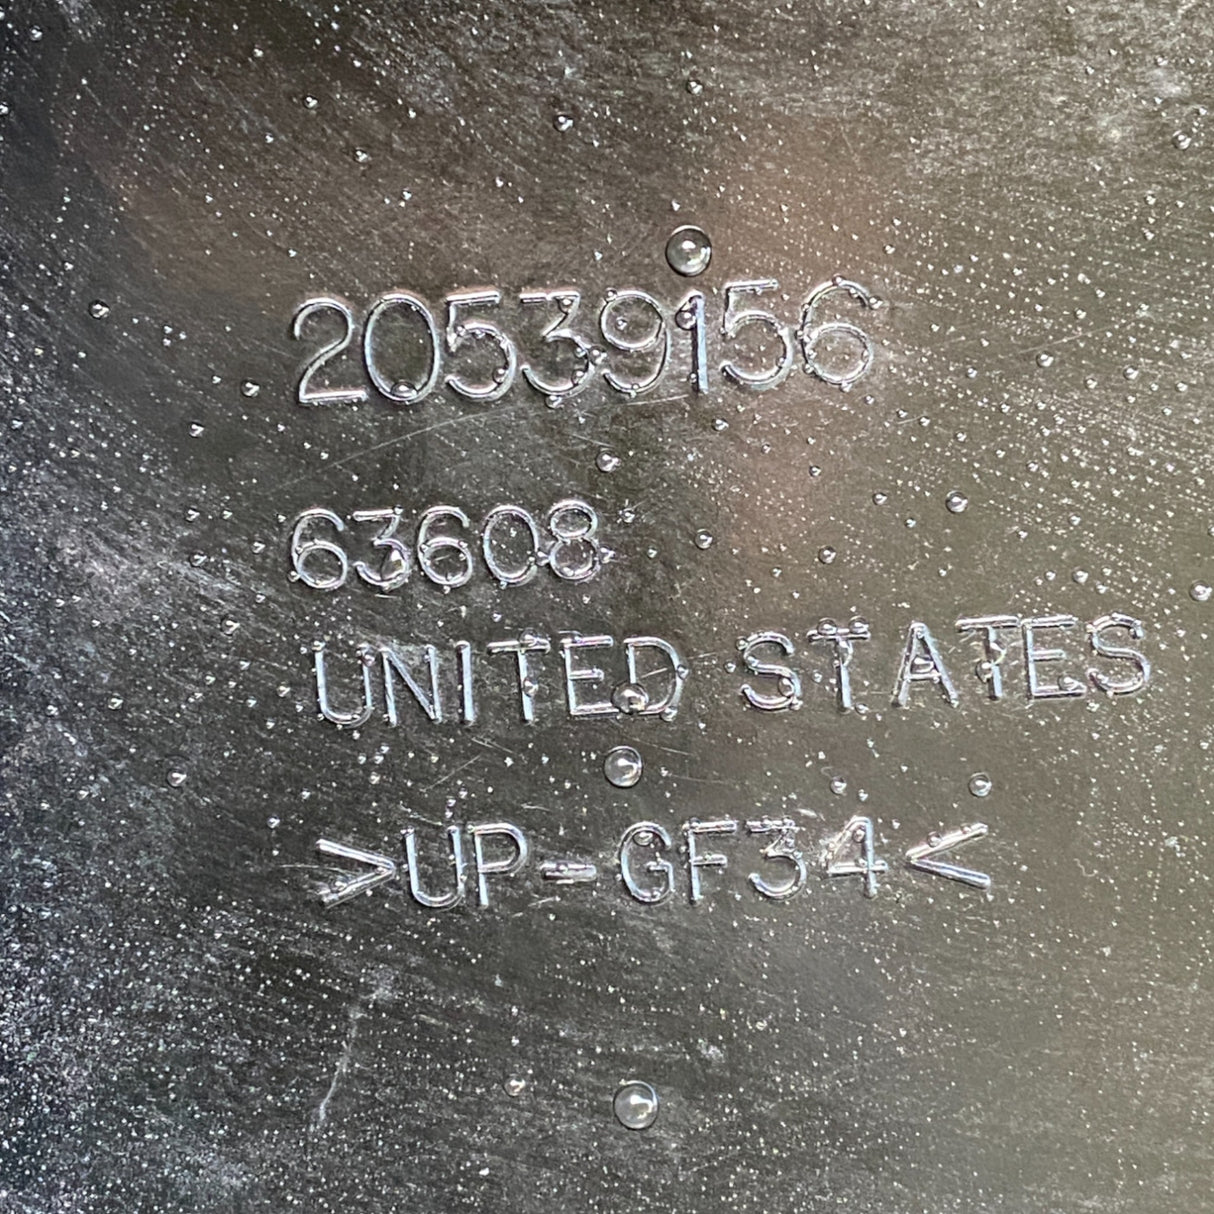 20539156
63608
UNITED STATES
>UP-GF34<